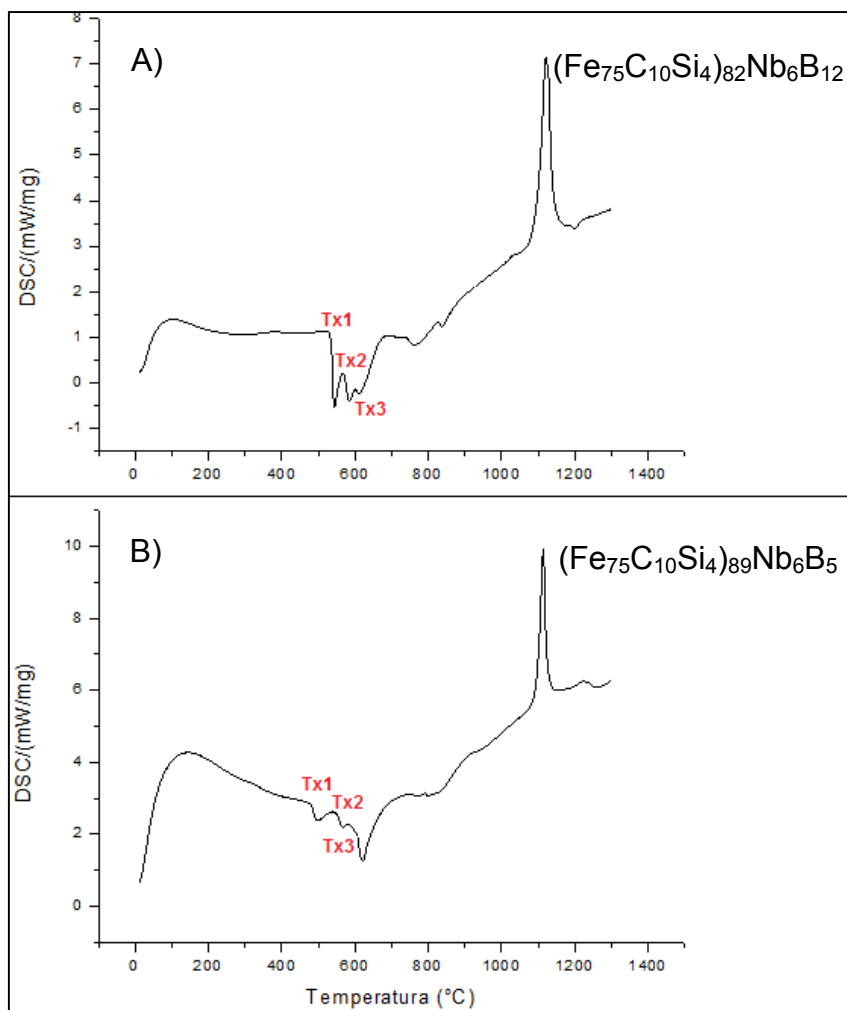 A)
(Fe₇₅C₁₀Si₄)₈₂Nb₆B₁₂
8
7
6
5
4
3
2
1
0
-1
DSC/(mW/mg)
Tx1
Tx2
Tx3
0 200 400 600 800 1000 1200 1400
B)
(Fe₇₅C₁₀Si₄)₈₉Nb₆B₅
10
8
6
4
2
0
DSC/(mW/mg)
Tx1
Tx2
Tx3
0 200 400 600 800 1000 1200 1400
Temperatura (ºC)